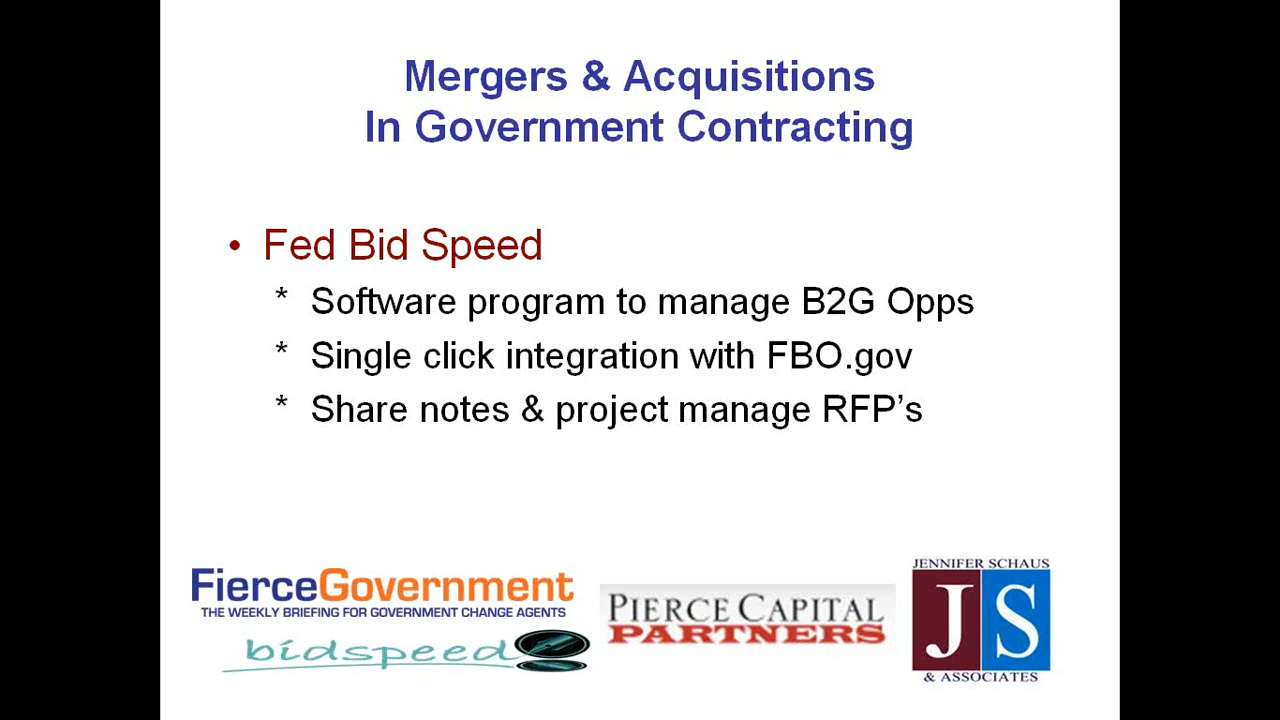 Mergers & Acquisitions
In Government Contracting
• Fed Bid Speed
* Software program to manage B2G Opps
* Single click integration with FBO.gov
* Share notes & project manage RFP’s
FierceGovernment
THE WEEKLY BRIEFING FOR GOVERNMENT CHANGE AGENTS
bidspeed
PIERCE CAPITAL
PARTNERS
JENNIFER SCHAUS
JS
& ASSOCIATES